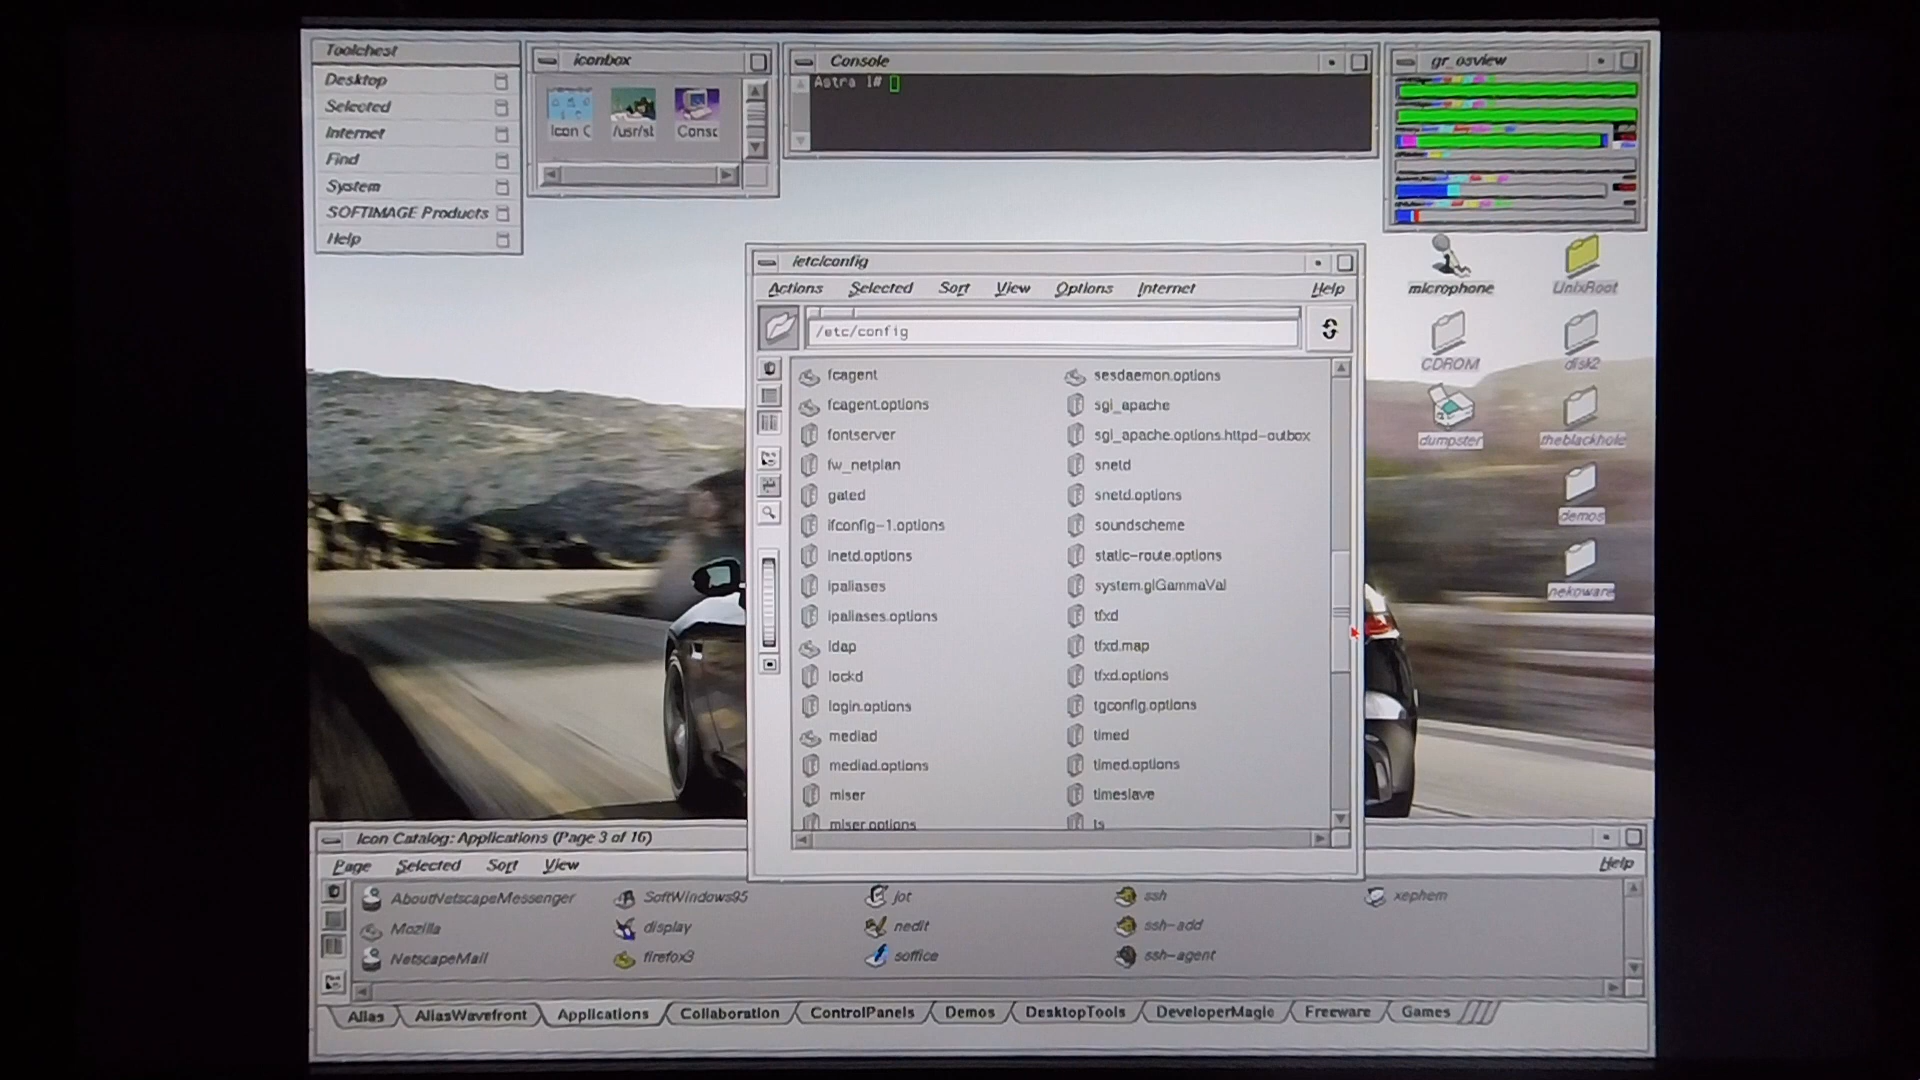 Toolchest
Desktop
Selected
Internet
Find
System
SOFTIMAGE Products
Help
iconbox
Icon C
/usr/st
Consc
Console
Astra 1#
gr_osview
microphone
UnixRoot
CDROM
disk2
dumpster
theblackhole
demos
nekoware
/etc/config
Actions Selected Sort View Options Internet Help
/etc/config
fcagent
fcagent.options
fontserver
fw_netplan
gated
ifconfig-1.options
inetd.options
ipaliases
ipaliases.options
ldap
lockd
login.options
mediad
mediad.options
miser
miser.options
sesdaemon.options
sgi_apache
sgi_apache.options.httpd-outbox
snetd
snetd.options
soundscheme
static-route.options
system.glGammaVal
tfxd
tfxd.map
tfxd.options
tgconfig.options
timed
timed.options
timeslave
ts
Icon Catalog: Applications (Page 3 of 16)
Page Selected Sort View Help
AboutNetscapeMessenger
Mozilla
NetscapeMail
SoftWindows95
display
firefox3
jot
nedit
soffice
ssh
ssh-add
ssh-agent
xephem
Alias AliasWavefront Applications Collaboration ControlPanels Demos DesktopTools DeveloperMagic Freeware Games